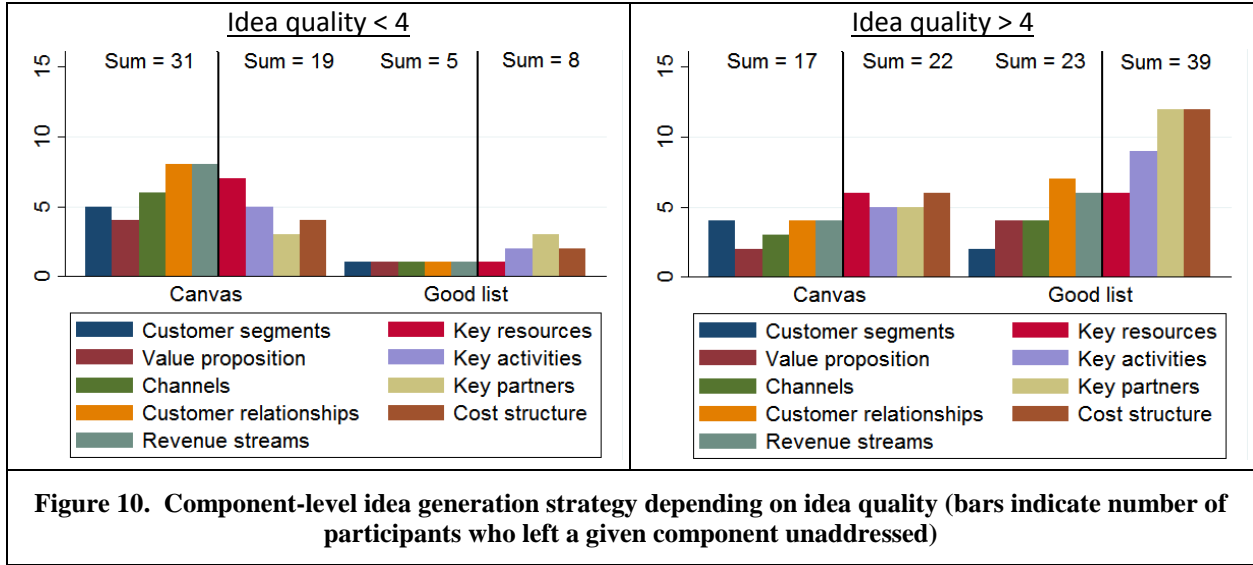 Idea quality < 4
Sum = 31 Sum = 19 Sum = 5 Sum = 8
15
10
5
0
Canvas Good list
Customer segments Key resources
Value proposition Key activities
Channels Key partners
Customer relationships Cost structure
Revenue streams
Idea quality > 4
Sum = 17 Sum = 22 Sum = 23 Sum = 39
15
10
5
0
Canvas Good list
Customer segments Key resources
Value proposition Key activities
Channels Key partners
Customer relationships Cost structure
Revenue streams
Figure 10. Component-level idea generation strategy depending on idea quality (bars indicate number of
participants who left a given component unaddressed)